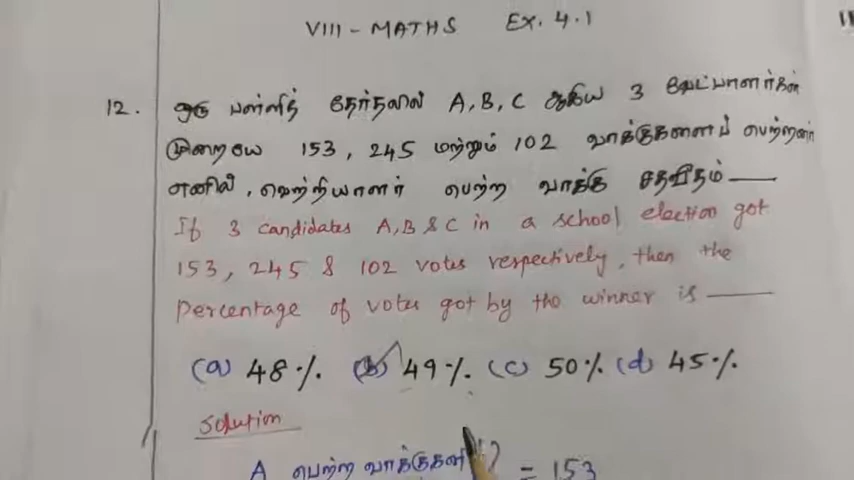 VIII - MATHS EX. 4.1
12. ஒரு பள்ளித் தேர்தலில் A, B, C ஆகிய 3 வேட்பாளர்கள்
முறையே 153, 245 மற்றும் 102 வாக்குகளைப் பெற்றனர்
எனில், வெற்றியாளர் பெற்ற வாக்கு சதவீதம் ____
If 3 candidates A, B & C in a school election got
153, 245 & 102 votes respectively, then the
percentage of votes got by the winner is ____
(a) 48% (b) 49% (c) 50% (d) 45%
Solution
A பெற்ற வாக்குகள் = 153